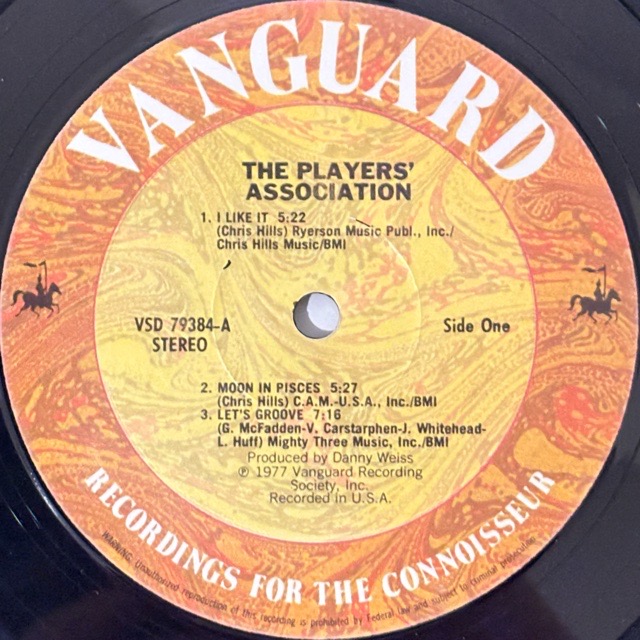 VANGUARD
THE PLAYERS'
ASSOCIATION
1. I LIKE IT 5:22
(Chris Hills) Ryerson Music Publ., Inc./
Chris Hills Music/BMI
VSD 79384-A
STEREO
Side One
2. MOON IN PISCES 5:27
(Chris Hills) C.A.M.-U.S.A., Inc./BMI
3. LET'S GROOVE 7:16
(G. McFadden-V. Carstarphen-J. Whitehead-
L. Huff) Mighty Three Music, Inc./BMI
Produced by Danny Weiss
Ⓟ 1977 Vanguard Recording
Society, Inc.
Recorded in U.S.A.
RECORDINGS FOR THE CONNOISSEUR
WARNING: Unauthorized reproduction of this recording is prohibited by Federal law and subject to criminal prosecution